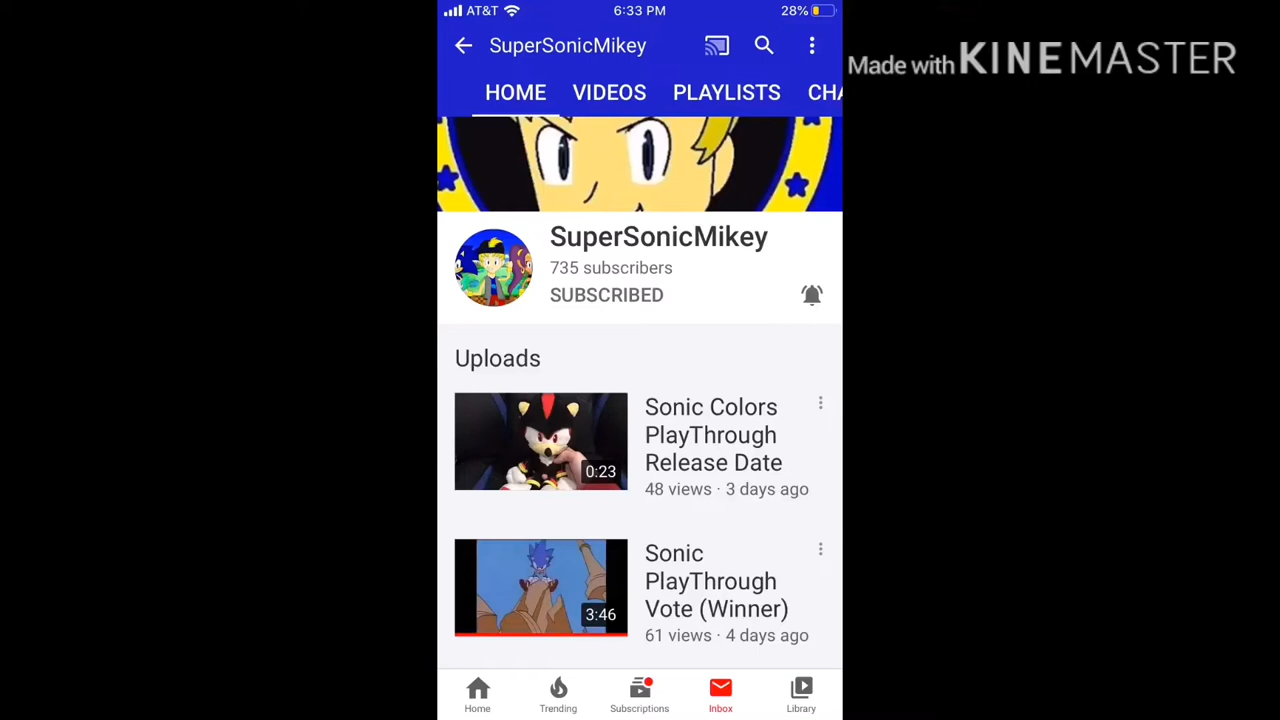 AT&T 6:33 PM 28%
SuperSonicMikey
HOME VIDEOS PLAYLISTS CHA
Made with KINEMASTER
SuperSonicMikey
735 subscribers
SUBSCRIBED
Uploads
Sonic Colors
PlayThrough
Release Date
0:23
48 views · 3 days ago
Sonic
PlayThrough
Vote (Winner)
3:46
61 views · 4 days ago
Home Trending Subscriptions Inbox Library